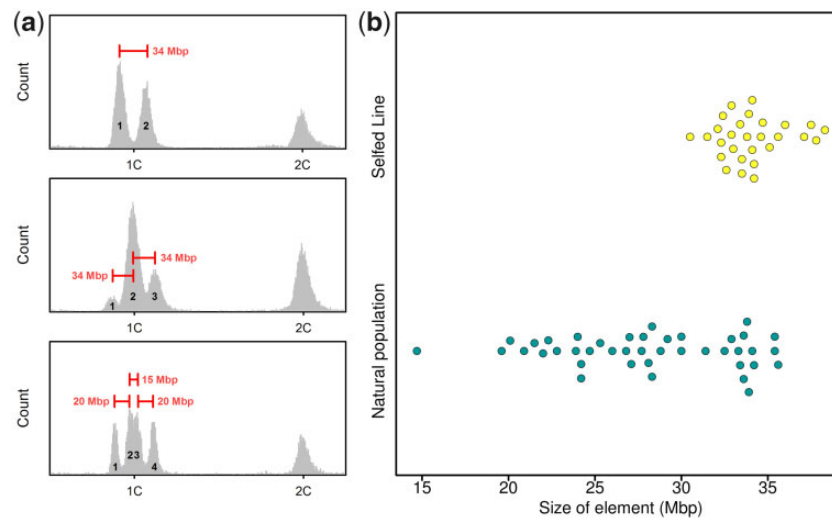 (a)
Count
34 Mbp
1 2
1C 2C
Count
34 Mbp
34 Mbp
1 2 3
1C 2C
Count
15 Mbp
20 Mbp 20 Mbp
1 2 3 4
1C 2C
(b)
Selfed Line
Natural population
15 20 25 30 35
Size of element (Mbp)